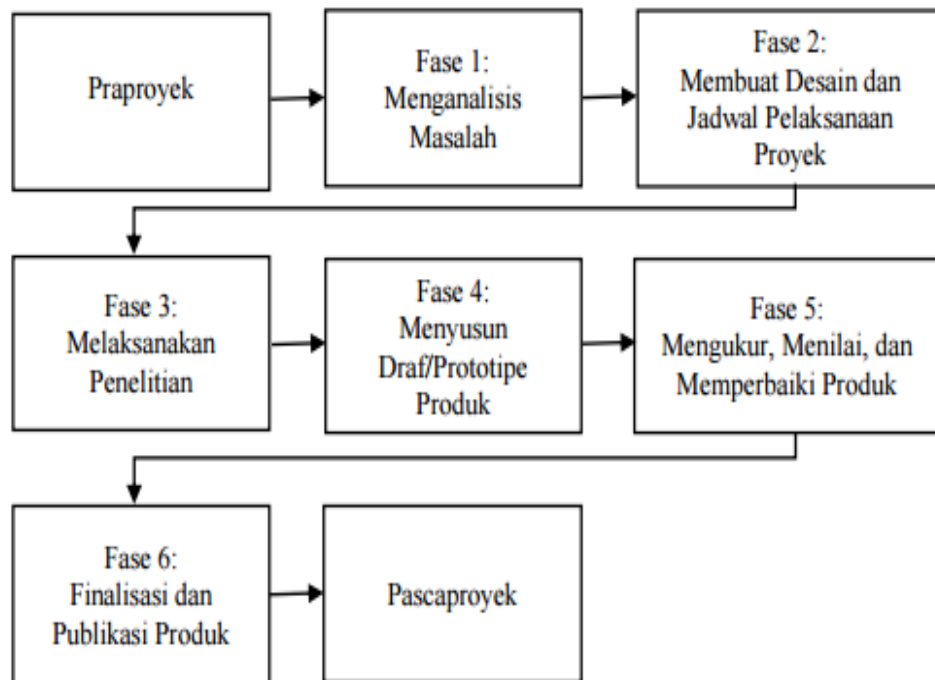 Praproyek
Fase 1:
Menganalisis
Masalah
Fase 2:
Membuat Desain dan
Jadwal Pelaksanaan
Proyek
Fase 3:
Melaksanakan
Penelitian
Fase 4:
Menyusun
Draf/Prototipe
Produk
Fase 5:
Mengukur, Menilai, dan
Memperbaiki Produk
Fase 6:
Finalisasi dan
Publikasi Produk
Pascaproyek